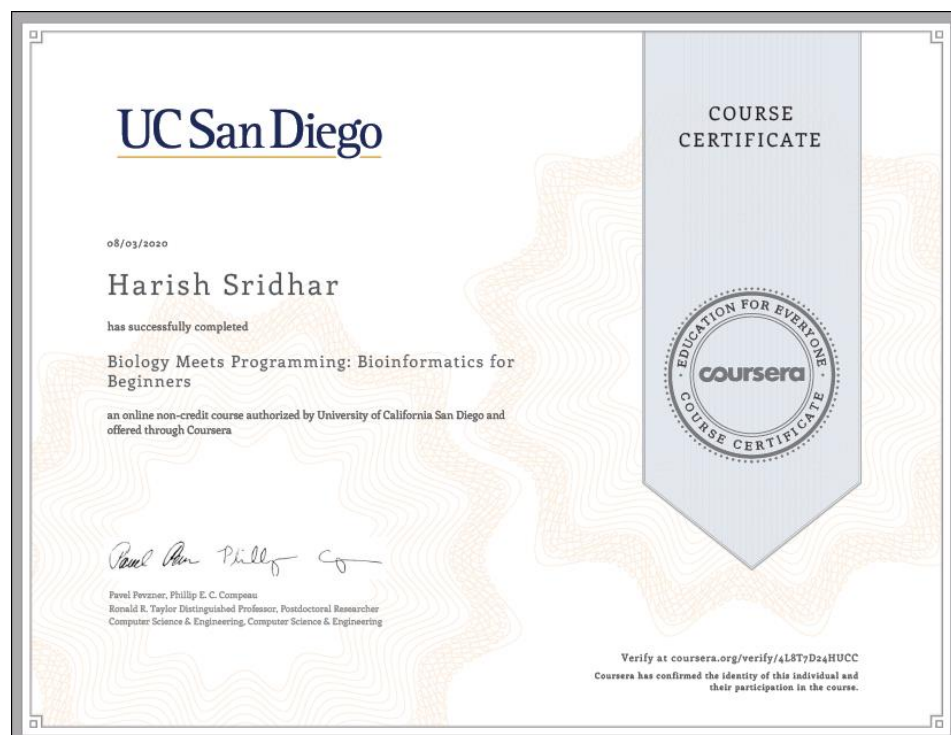 UC San Diego
COURSE
CERTIFICATE
08/03/2020
Harish Sridhar
has successfully completed
Biology Meets Programming: Bioinformatics for
Beginners
an online non-credit course authorized by University of California San Diego and
offered through Coursera
EDUCATION FOR EVERYONE
coursera
COURSE CERTIFICATE
Pavel Pevzner, Phillip E. C. Compeau
Ronald R. Taylor Distinguished Professor, Postdoctoral Researcher
Computer Science & Engineering, Computer Science & Engineering
Verify at coursera.org/verify/4L8T7D24HUCC
Coursera has confirmed the identity of this individual and
their participation in the course.